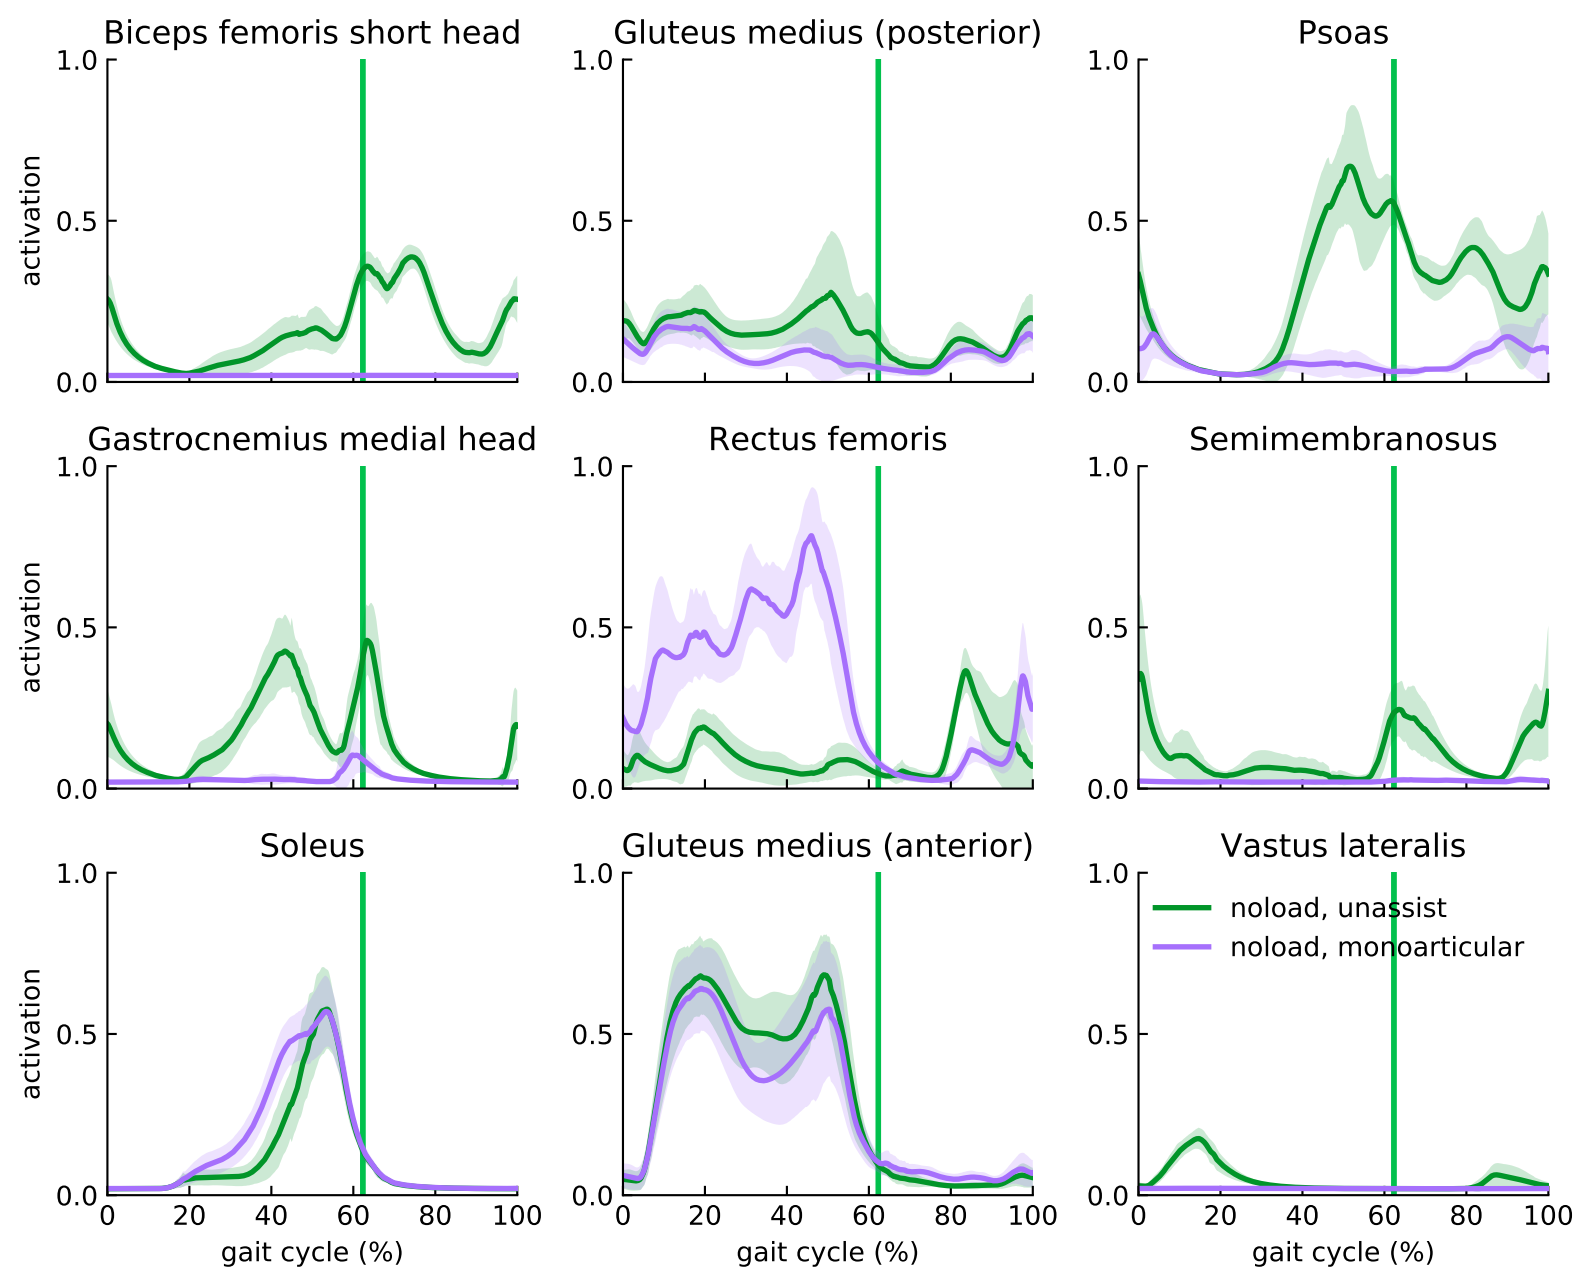 Biceps femoris short head
Gluteus medius (posterior)
Psoas
1.0
0.5
0.0
activation
1.0
0.5
0.0
1.0
0.5
0.0
Gastrocnemius medial head
Rectus femoris
Semimembranosus
1.0
0.5
0.0
activation
1.0
0.5
0.0
1.0
0.5
0.0
Soleus
Gluteus medius (anterior)
Vastus lateralis
1.0
0.5
0.0
activation
0 20 40 60 80 100
gait cycle (%)
1.0
0.5
0.0
0 20 40 60 80 100
gait cycle (%)
1.0
0.5
0.0
noload, unassist
noload, monoarticular
0 20 40 60 80 100
gait cycle (%)